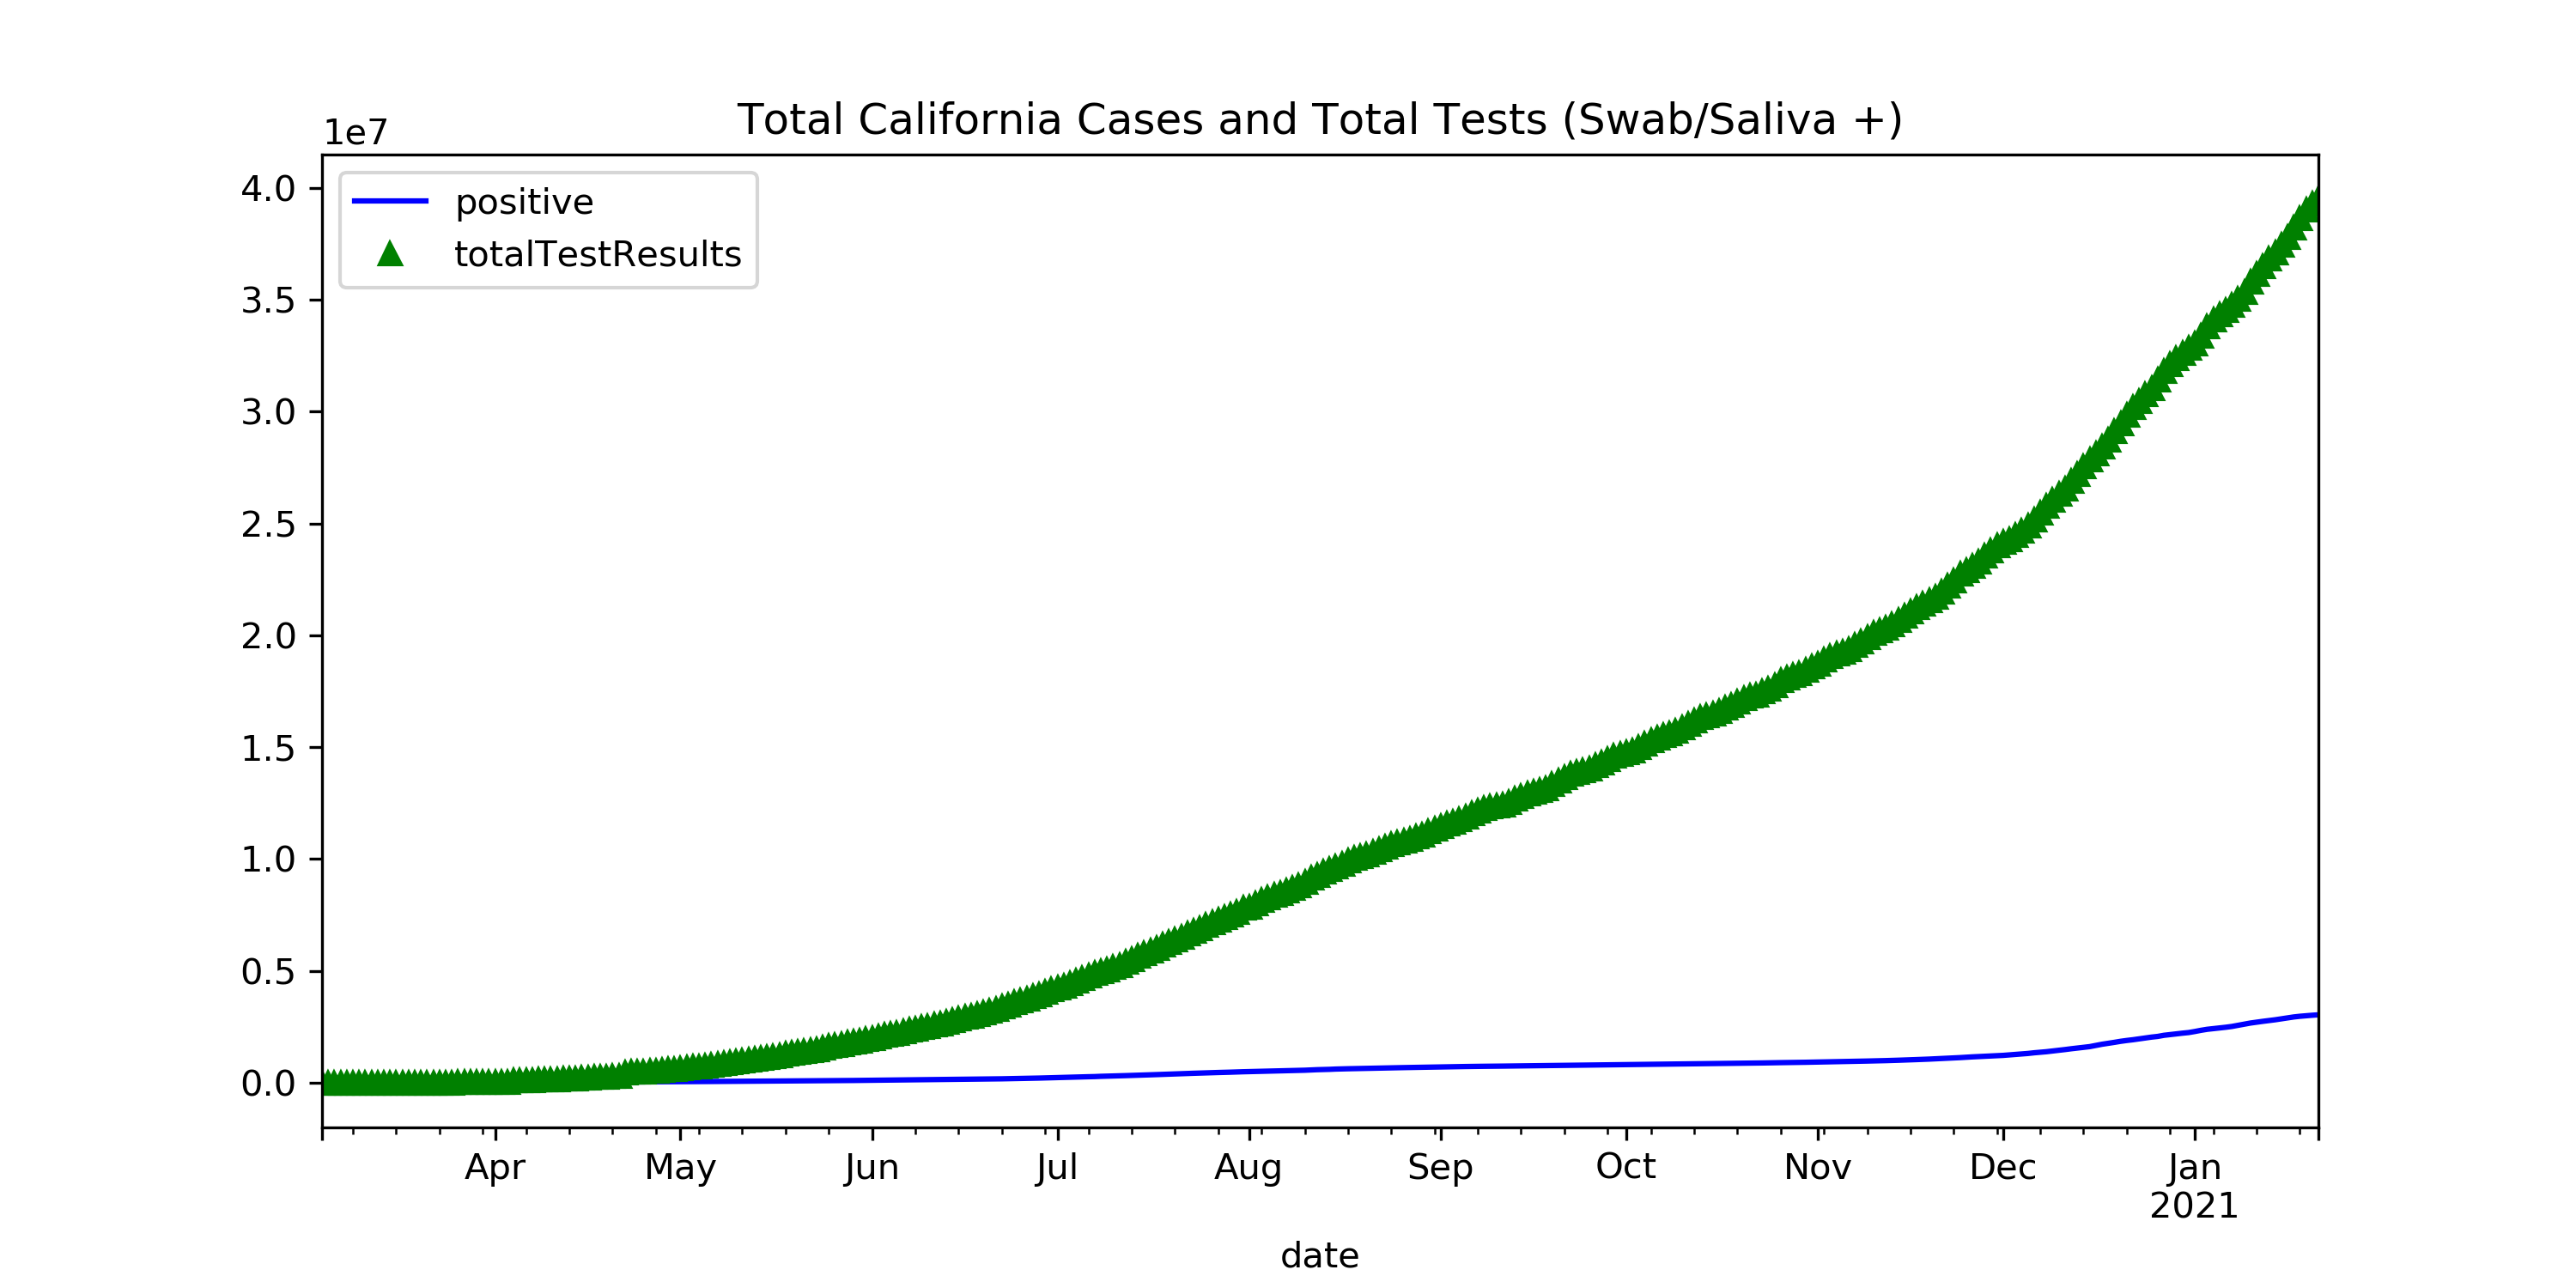 Total California Cases and Total Tests (Swab/Saliva +)
1e7
positive
totalTestResults
4.0
3.5
3.0
2.5
2.0
1.5
1.0
0.5
0.0
Apr May Jun Jul Aug Sep Oct Nov Dec Jan
2021
date